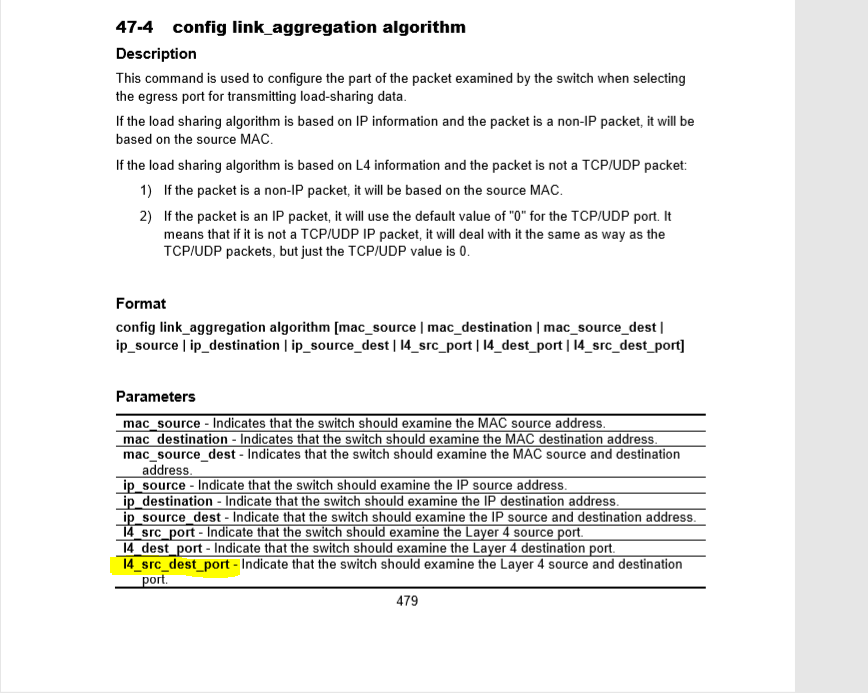 47-4 config link_aggregation algorithm
Description
This command is used to configure the part of the packet examined by the switch when selecting
the egress port for transmitting load-sharing data.
If the load sharing algorithm is based on IP information and the packet is a non-IP packet, it will be
based on the source MAC.
If the load sharing algorithm is based on L4 information and the packet is not a TCP/UDP packet:
1) If the packet is a non-IP packet, it will be based on the source MAC.
2) If the packet is an IP packet, it will use the default value of "0" for the TCP/UDP port. It
means that if it is not a TCP/UDP IP packet, it will deal with it the same as way as the
TCP/UDP packets, but just the TCP/UDP value is 0.
Format
config link_aggregation algorithm [mac_source | mac_destination | mac_source_dest |
ip_source | ip_destination | ip_source_dest | l4_src_port | l4_dest_port | l4_src_dest_port]
Parameters
mac_source - Indicates that the switch should examine the MAC source address.
mac_destination - Indicates that the switch should examine the MAC destination address.
mac_source_dest - Indicates that the switch should examine the MAC source and destination
address.
ip_source - Indicate that the switch should examine the IP source address.
ip_destination - Indicate that the switch should examine the IP destination address.
ip_source_dest - Indicate that the switch should examine the IP source and destination address.
l4_src_port - Indicate that the switch should examine the Layer 4 source port.
l4_dest_port - Indicate that the switch should examine the Layer 4 destination port.
l4_src_dest_port - Indicate that the switch should examine the Layer 4 source and destination
port.
479